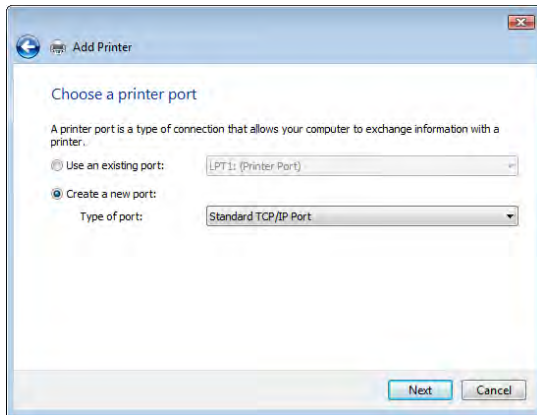 Add Printer
Choose a printer port
A printer port is a type of connection that allows your computer to exchange information with a
printer.
Use an existing port: LPT1: (Printer Port)
Create a new port:
Type of port: Standard TCP/IP Port
Next Cancel